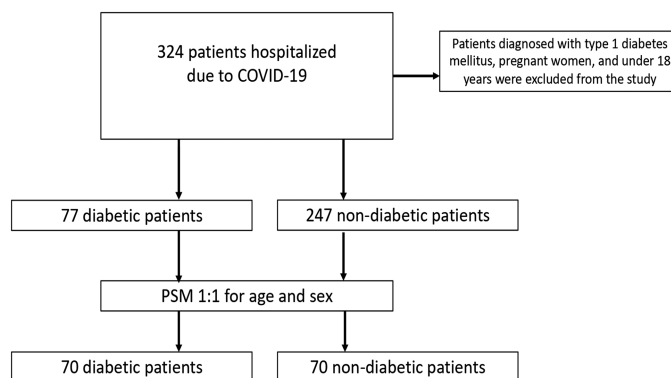 324 patients hospitalized
due to COVID-19
Patients diagnosed with type 1 diabetes
mellitus, pregnant women, and under 18
years were excluded from the study
77 diabetic patients
247 non-diabetic patients
PSM 1:1 for age and sex
70 diabetic patients
70 non-diabetic patients